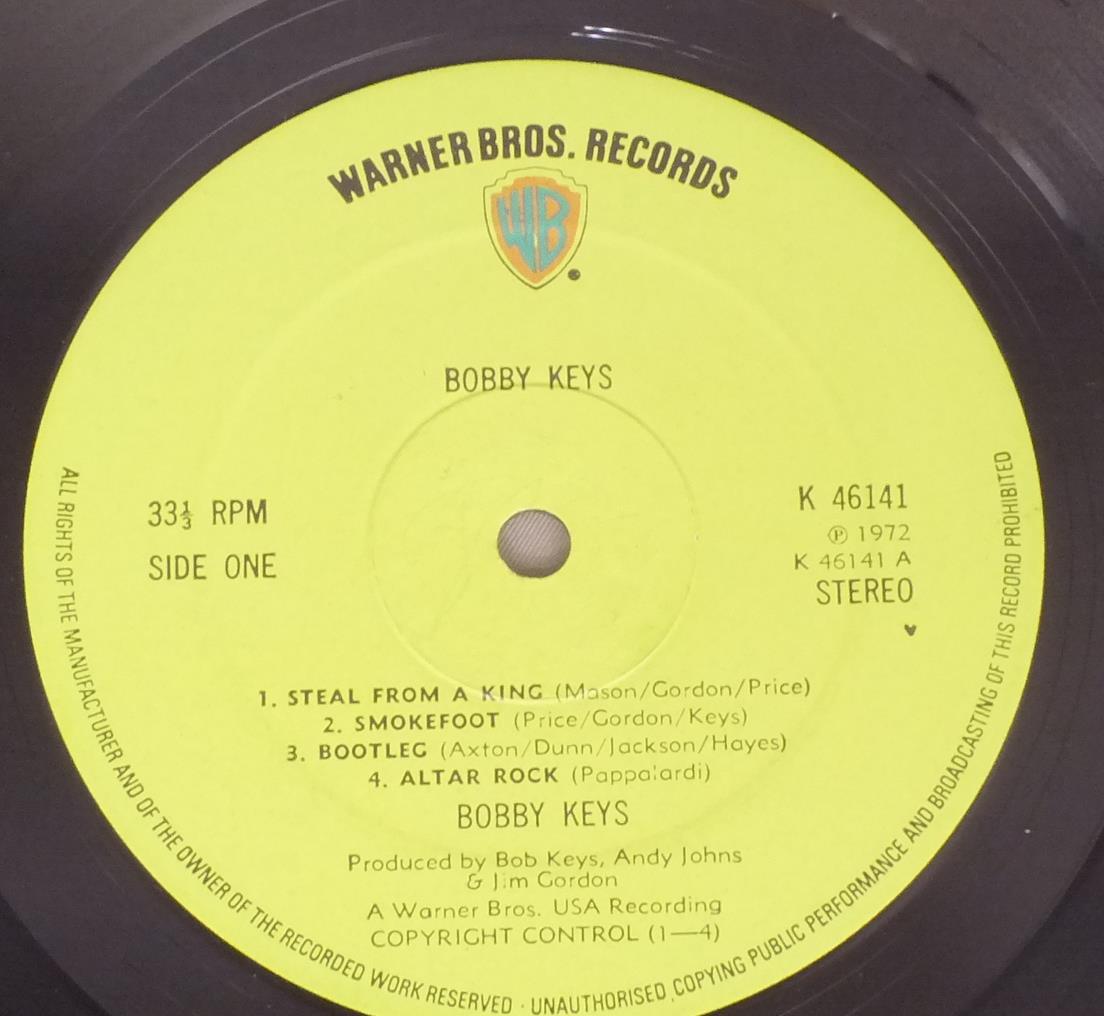 WARNER BROS. RECORDS
WB
BOBBY KEYS
33⅓ RPM
SIDE ONE
K 46141
℗ 1972
K 46141 A
STEREO
1. STEAL FROM A KING (Mason/Gordon/Price)
2. SMOKEFOOT (Price/Gordon/Keys)
3. BOOTLEG (Axton/Dunn/Jackson/Hayes)
4. ALTAR ROCK (Pappalardi)
BOBBY KEYS
Produced by Bob Keys, Andy Johns
& Jim Gordon
A Warner Bros. USA Recording
COPYRIGHT CONTROL (1—4)
ALL RIGHTS OF THE MANUFACTURER AND OF THE OWNER OF THE RECORDED WORK RESERVED · UNAUTHORISED COPYING PUBLIC PERFORMANCE AND BROADCASTING OF THIS RECORD PROHIBITED